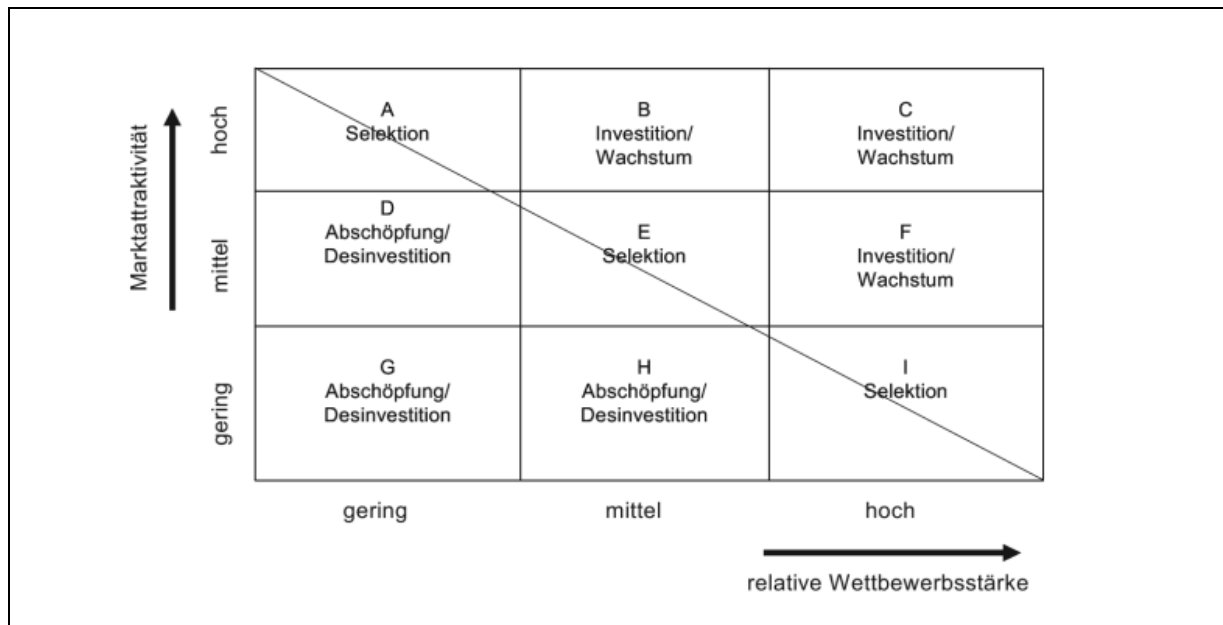 Marktattraktivität
hoch
A
Selektion
B
Investition/
Wachstum
C
Investition/
Wachstum
mittel
D
Abschöpfung/
Desinvestition
E
Selektion
F
Investition/
Wachstum
gering
G
Abschöpfung/
Desinvestition
H
Abschöpfung/
Desinvestition
I
Selektion
gering
mittel
hoch
relative Wettbewerbsstärke